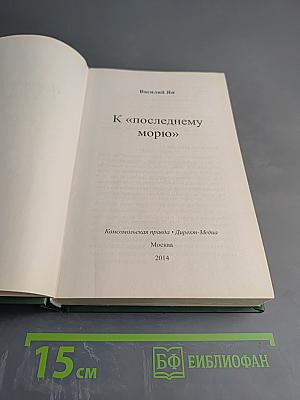 Василий Ян
К «последнему
морю»
Комсомольская правда • Директ-Медиа
Москва
2014
15 см
БФ БИБЛИОФАН